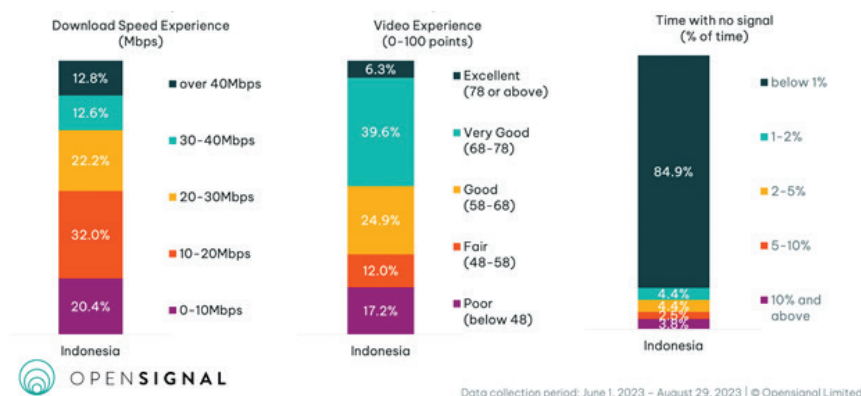 Download Speed Experience
(Mbps)
12.8%
12.6%
22.2%
32.0%
20.4%
over 40Mbps
30-40Mbps
20-30Mbps
10-20Mbps
0-10Mbps
Indonesia
Video Experience
(0-100 points)
6.3%
39.6%
24.9%
12.0%
17.2%
Excellent
(78 or above)
Very Good
(68-78)
Good
(58-68)
Fair
(48-58)
Poor
(below 48)
Indonesia
Time with no signal
(% of time)
84.9%
4.4%
4.4%
2.5%
3.8%
below 1%
1-2%
2-5%
5-10%
10% and
above
Indonesia
OPENSIGNAL
Data collection period: June 1, 2023 – August 29, 2023 | © Opensignal Limited